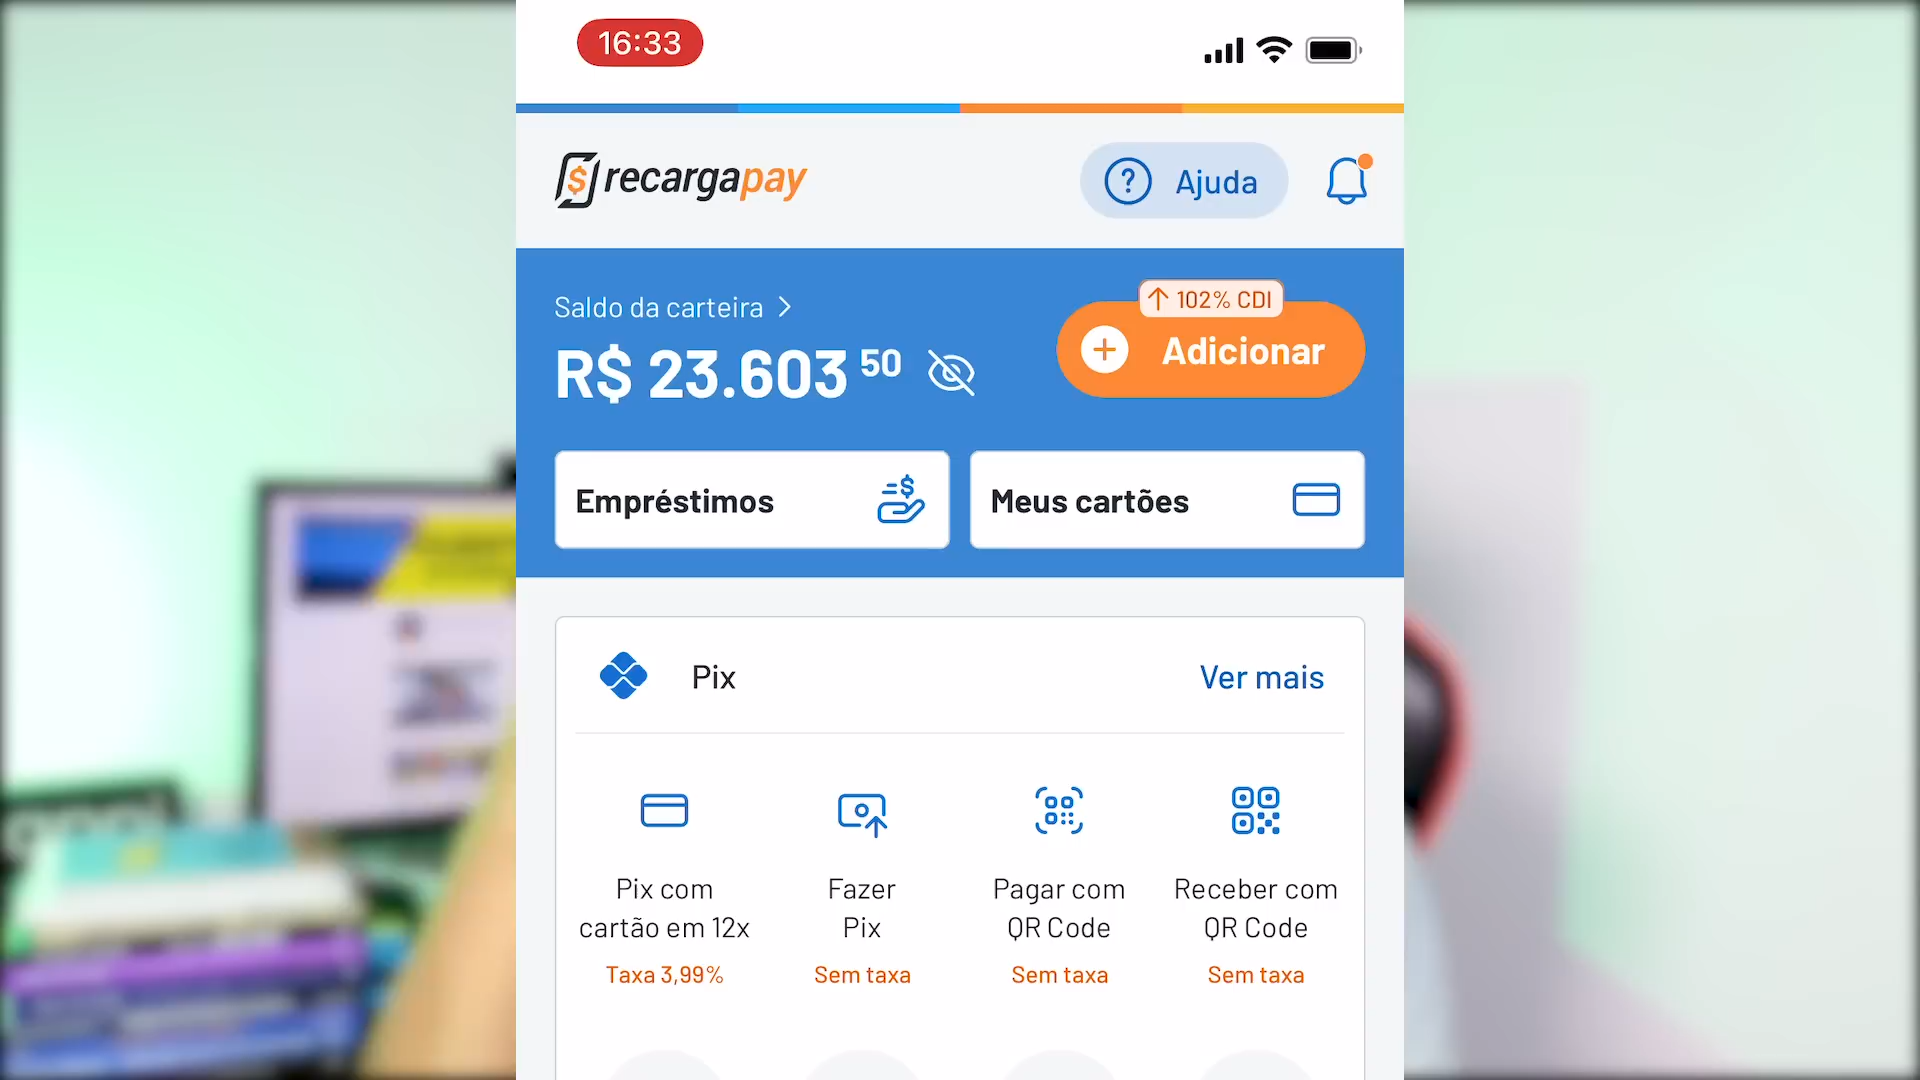 16:33
recargapay
? Ajuda
Saldo da carteira
R$ 23.603 50
↑ 102% CDI
+ Adicionar
Empréstimos
Meus cartões
Pix
Ver mais
Pix com
cartão em 12x
Taxa 3,99%
Fazer
Pix
Sem taxa
Pagar com
QR Code
Sem taxa
Receber com
QR Code
Sem taxa